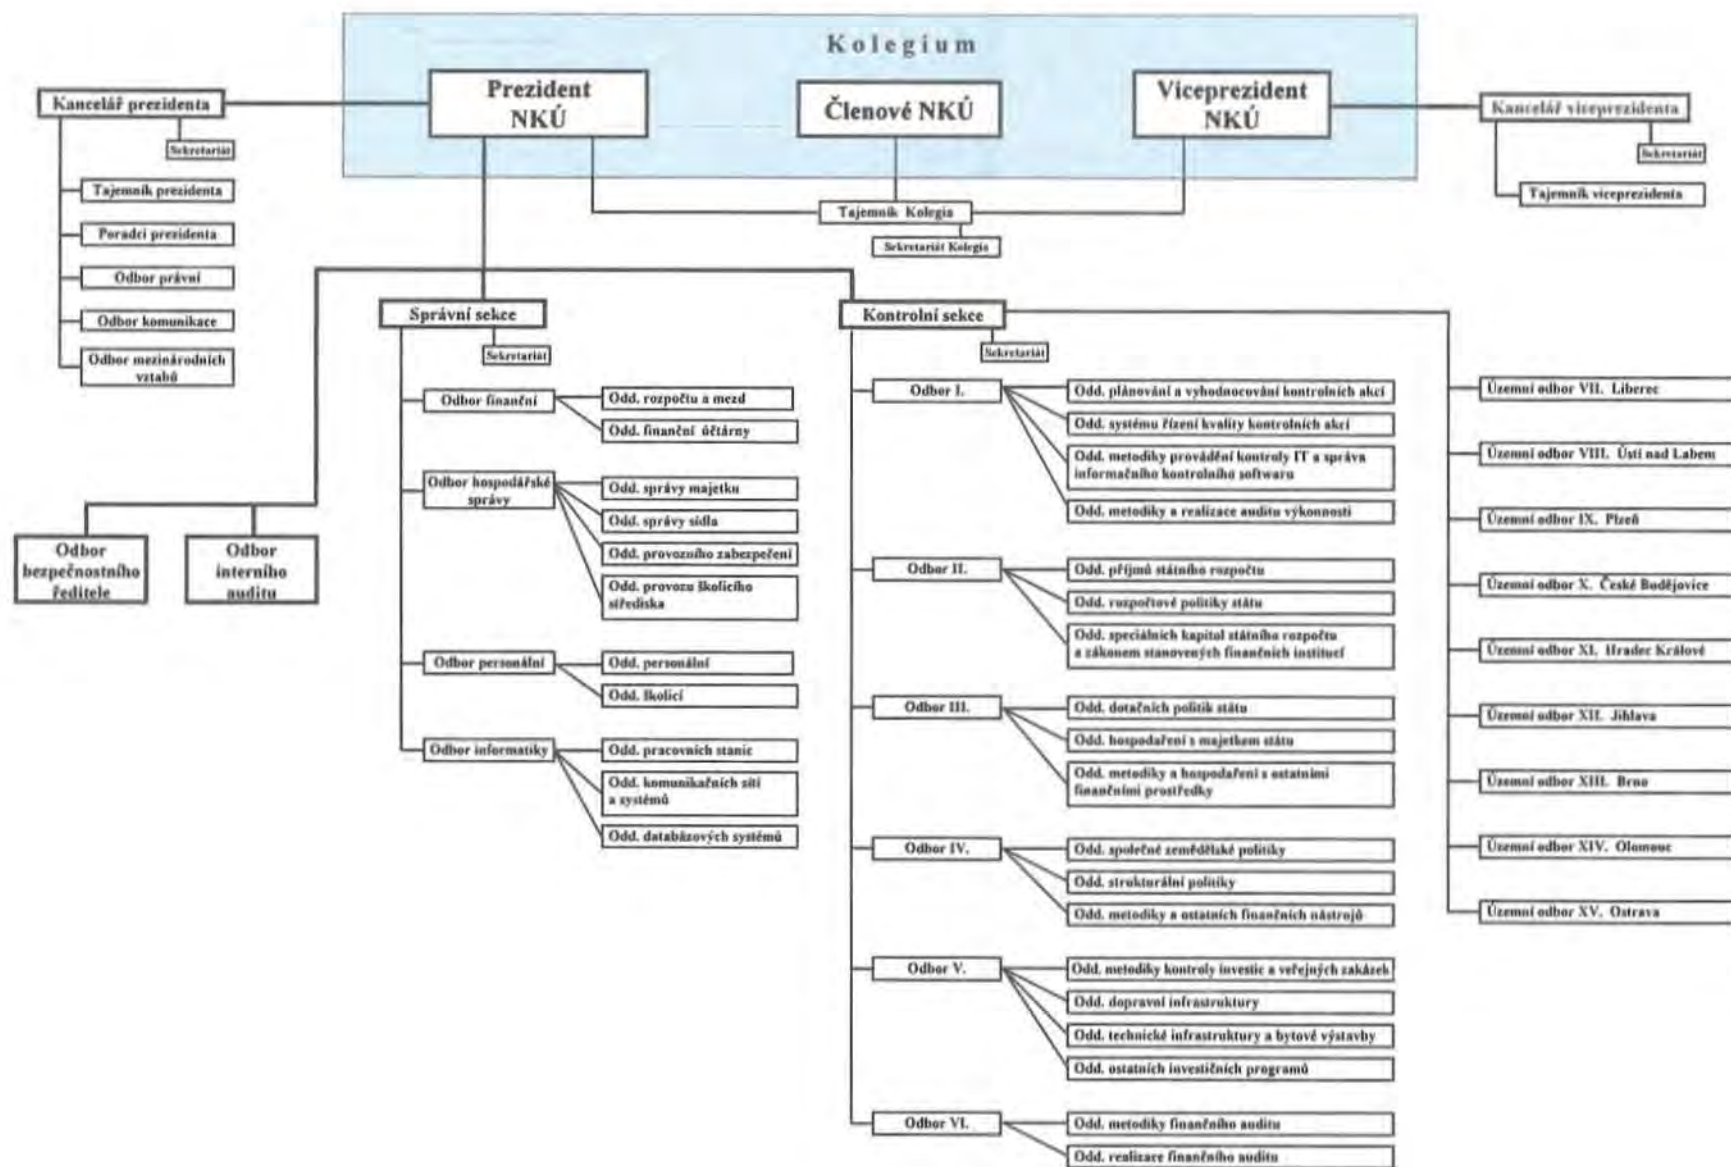 Kolegium
Prezident
NKÚ
Členové NKÚ
Viceprezident
NKÚ
Kancelář prezidenta
Sekretariát
Tajemník prezidenta
Poradci prezidenta
Odbor právní
Odbor komunikace
Odbor mezinárodních
vztahů
Kancelář viceprezidenta
Sekretariát
Tajemník viceprezidenta
Tajemník Kolegia
Sekretariát Kolegia
Odbor
bezpečnostního
ředitele
Odbor
interního
auditu
Správní sekce
Sekretariát
Odbor finanční
Odd. rozpočtu a mezd
Odd. finanční účtárny
Odbor hospodářské
správy
Odd. správy majetku
Odd. správy sídla
Odd. provozního zabezpečení
Odd. provozu školicího
střediska
Odbor personální
Odd. personální
Odd. školicí
Odbor informatiky
Odd. pracovních stanic
Odd. komunikačních sítí
a systémů
Odd. databázových systémů
Kontrolní sekce
Sekretariát
Odbor I.
Odd. plánování a vyhodnocování kontrolních akcí
Odd. systému řízení kvality kontrolních akcí
Odd. metodiky provádění kontroly IT a správa
informačního kontrolního softwaru
Odd. metodiky a realizace auditu výkonnosti
Odbor II.
Odd. příjmů státního rozpočtu
Odd. rozpočtové politiky státu
Odd. speciálních kapitol státního rozpočtu
a zákonem stanovených finančních institucí
Odbor III.
Odd. dotačních politik státu
Odd. hospodaření s majetkem státu
Odd. metodiky a hospodaření s ostatními
finančními prostředky
Odbor IV.
Odd. společné zemědělské politiky
Odd. strukturální politiky
Odd. metodiky a ostatních finančních nástrojů
Odbor V.
Odd. metodiky kontroly investic a veřejných zakázek
Odd. dopravní infrastruktury
Odd. technické infrastruktury a bytové výstavby
Odd. ostatních investičních programů
Odbor VI.
Odd. metodiky finančního auditu
Odd. realizace finančního auditu
Územní odbor VII. Liberec
Územní odbor VIII. Ústí nad Labem
Územní odbor IX. Plzeň
Územní odbor X. České Budějovice
Územní odbor XI. Hradec Králové
Územní odbor XII. Jihlava
Územní odbor XIII. Brno
Územní odbor XIV. Olomouc
Územní odbor XV. Ostrava